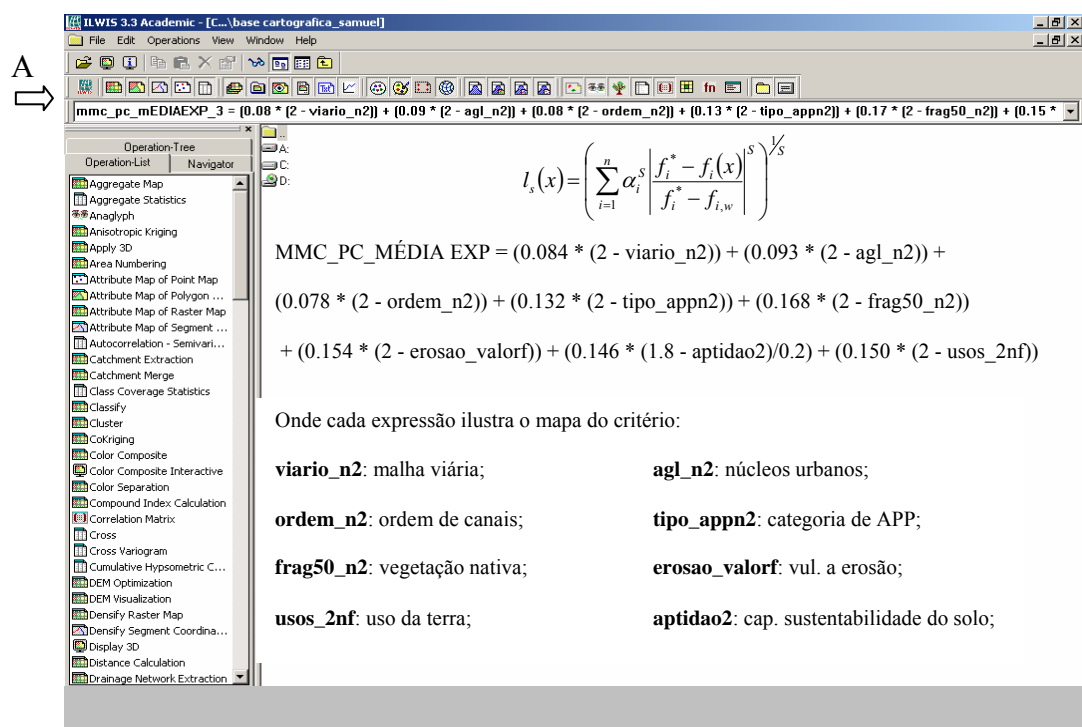 ILWIS 3.3 Academic - [C...\base cartografica_samuel]
File Edit Operations View Window Help
A
mmc_pc_mEDIAEXP_3 = (0.08 * (2 - viario_n2)) + (0.09 * (2 - agl_n2)) + (0.08 * (2 - ordem_n2)) + (0.13 * (2 - tipo_appn2)) + (0.17 * (2 - frag50_n2)) + (0.15 *
Operation-Tree
Operation-List Navigator
Aggregate Map
Aggregate Statistics
Anaglyph
Anisotropic Kriging
Apply 3D
Area Numbering
Attribute Map of Point Map
Attribute Map of Polygon ...
Attribute Map of Raster Map
Attribute Map of Segment ...
Autocorrelation - Semivari...
Catchment Extraction
Catchment Merge
Class Coverage Statistics
Classify
Cluster
CoKriging
Color Composite
Color Composite Interactive
Color Separation
Compound Index Calculation
Correlation Matrix
Cross
Cross Variogram
Cumulative Hypsometric C...
DEM Optimization
DEM Visualization
Densify Raster Map
Densify Segment Coordina...
Display 3D
Distance Calculation
Drainage Network Extraction
..
A:
C:
D:
l_s(x) = ( ∑_{i=1}^{n} α_i^S | (f_i^* − f_i(x)) / (f_i^* − f_{i,w}) |^S )^{1/S}
MMC_PC_MÉDIA EXP = (0.084 * (2 - viario_n2)) + (0.093 * (2 - agl_n2)) +
(0.078 * (2 - ordem_n2)) + (0.132 * (2 - tipo_appn2)) + (0.168 * (2 - frag50_n2))
+ (0.154 * (2 - erosao_valorf)) + (0.146 * (1.8 - aptidao2)/0.2) + (0.150 * (2 - usos_2nf))
Onde cada expressão ilustra o mapa do critério:
viario_n2: malha viária; agl_n2: núcleos urbanos;
ordem_n2: ordem de canais; tipo_appn2: categoria de APP;
frag50_n2: vegetação nativa; erosao_valorf: vul. a erosão;
usos_2nf: uso da terra; aptidao2: cap. sustentabilidade do solo;